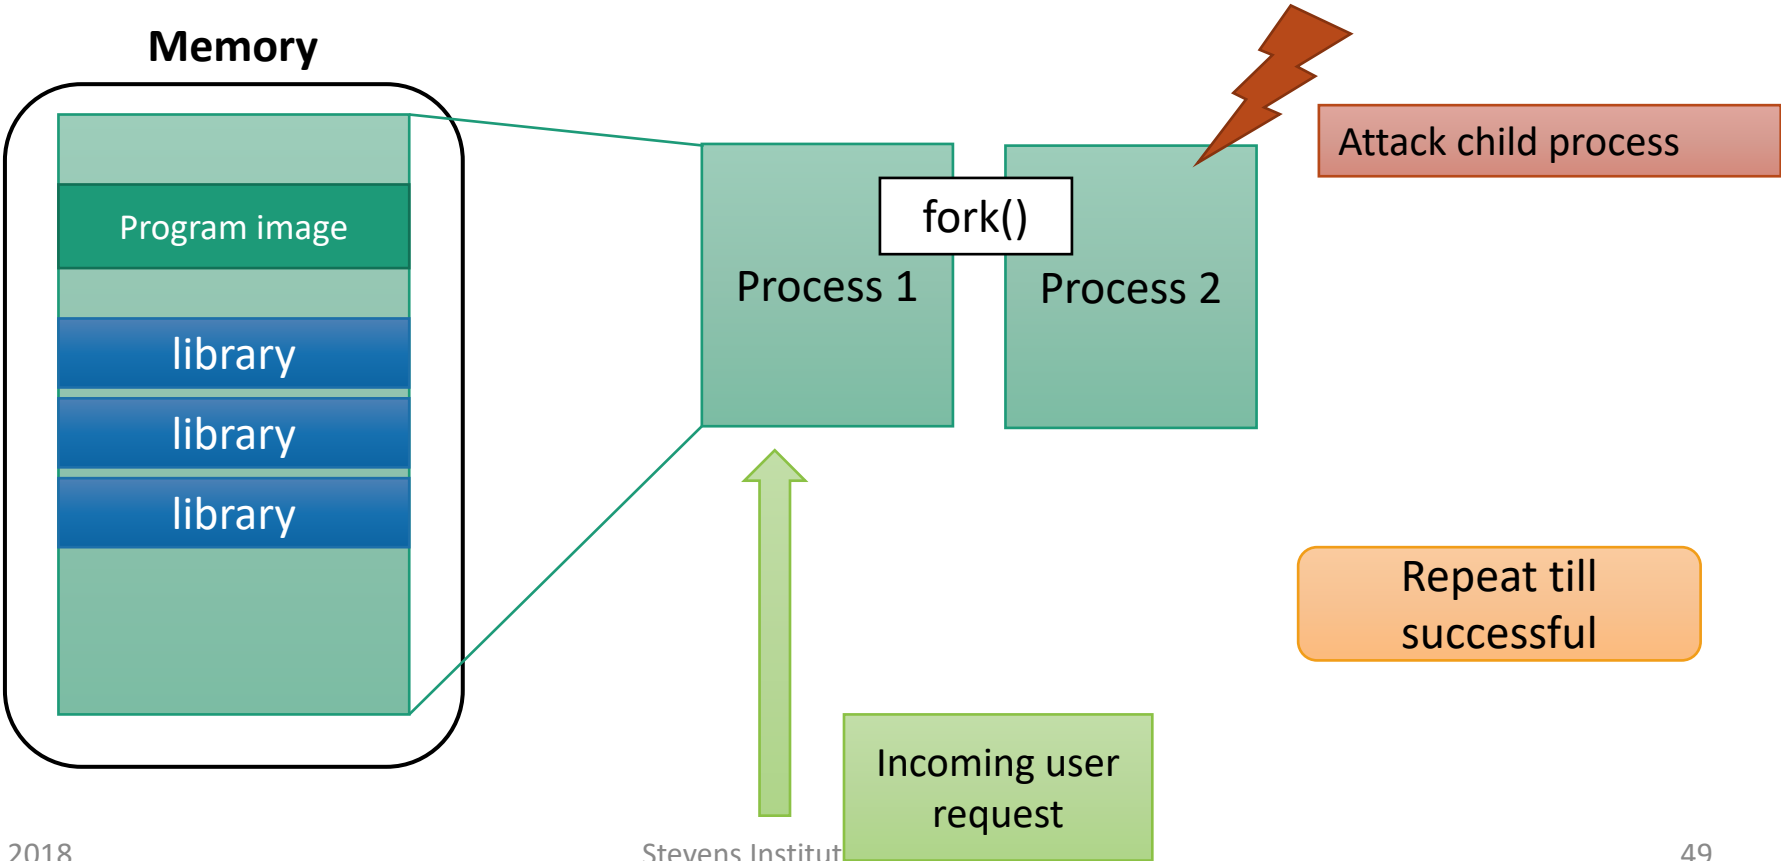 Memory
Program image
library
library
library
fork()
Process 1
Process 2
Attack child process
Repeat till
successful
Incoming user
request
2018
Stevens
49